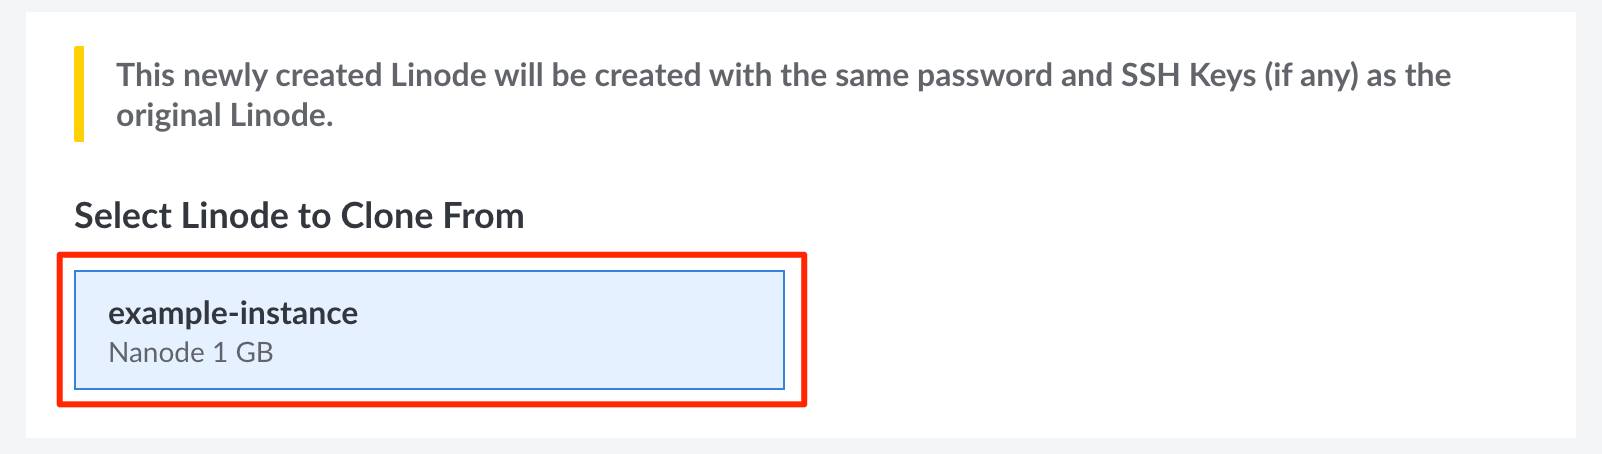 This newly created Linode will be created with the same password and SSH Keys (if any) as the
original Linode.
Select Linode to Clone From
example-instance
Nanode 1 GB